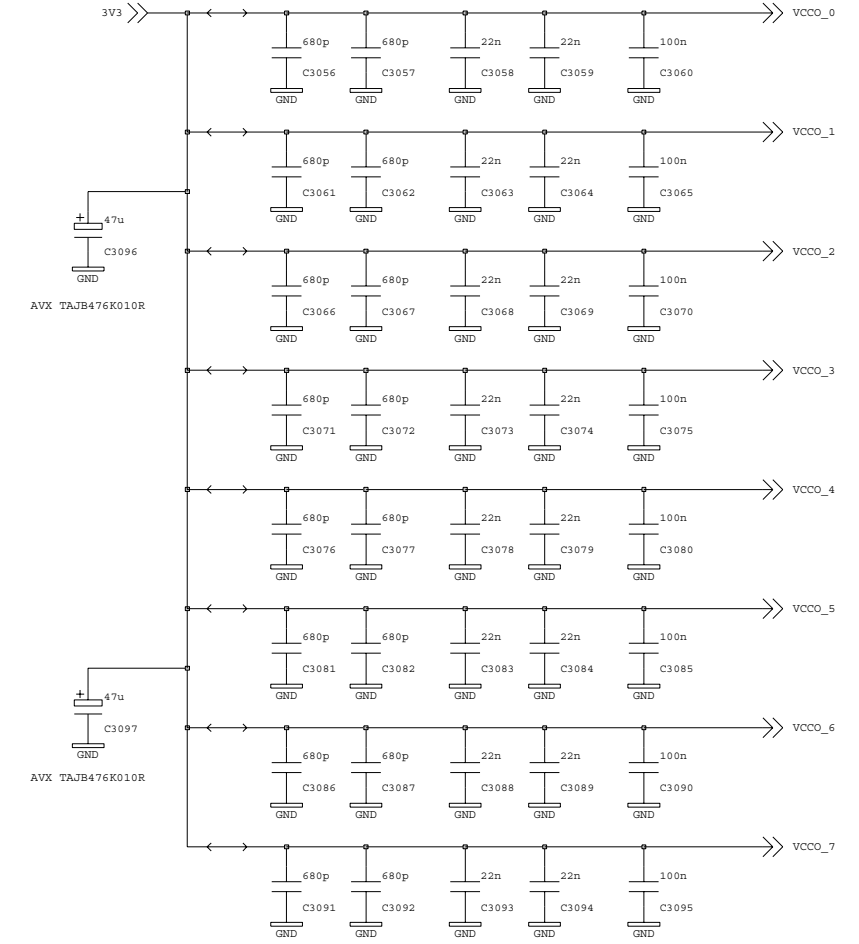 3V3 VCCO_0
680p 680p 22n 22n 100n
C3056 C3057 C3058 C3059 C3060
GND GND GND GND GND
VCCO_1
680p 680p 22n 22n 100n
C3061 C3062 C3063 C3064 C3065
GND GND GND GND GND
+ 47u
C3096
GND
AVX TAJB476K010R
VCCO_2
680p 680p 22n 22n 100n
C3066 C3067 C3068 C3069 C3070
GND GND GND GND GND
VCCO_3
680p 680p 22n 22n 100n
C3071 C3072 C3073 C3074 C3075
GND GND GND GND GND
VCCO_4
680p 680p 22n 22n 100n
C3076 C3077 C3078 C3079 C3080
GND GND GND GND GND
VCCO_5
680p 680p 22n 22n 100n
C3081 C3082 C3083 C3084 C3085
GND GND GND GND GND
+ 47u
C3097
GND
AVX TAJB476K010R
VCCO_6
680p 680p 22n 22n 100n
C3086 C3087 C3088 C3089 C3090
GND GND GND GND GND
VCCO_7
680p 680p 22n 22n 100n
C3091 C3092 C3093 C3094 C3095
GND GND GND GND GND